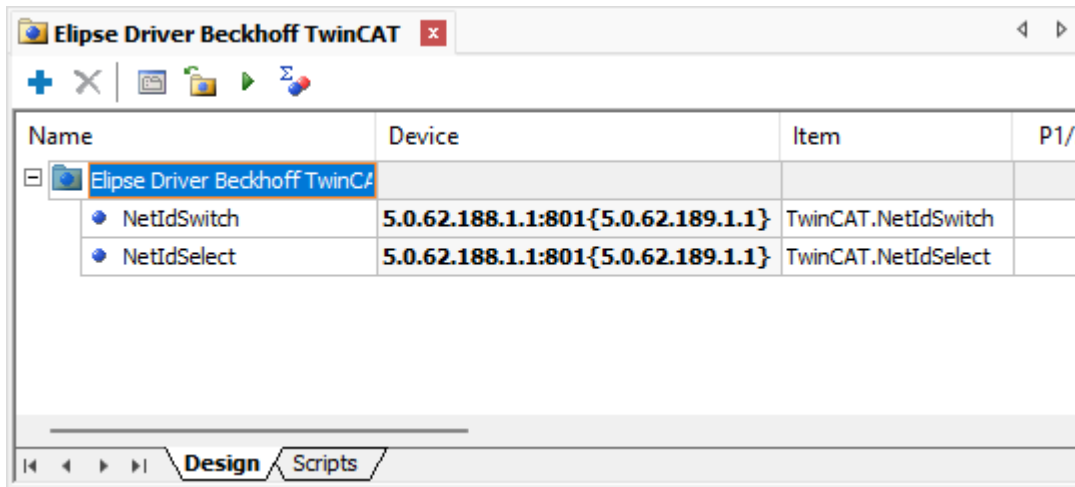 Elipse Driver Beckhoff TwinCAT x
Name Device Item P1/
Elipse Driver Beckhoff TwinCA
NetIdSwitch 5.0.62.188.1.1:801{5.0.62.189.1.1} TwinCAT.NetIdSwitch
NetIdSelect 5.0.62.188.1.1:801{5.0.62.189.1.1} TwinCAT.NetIdSelect
Design Scripts